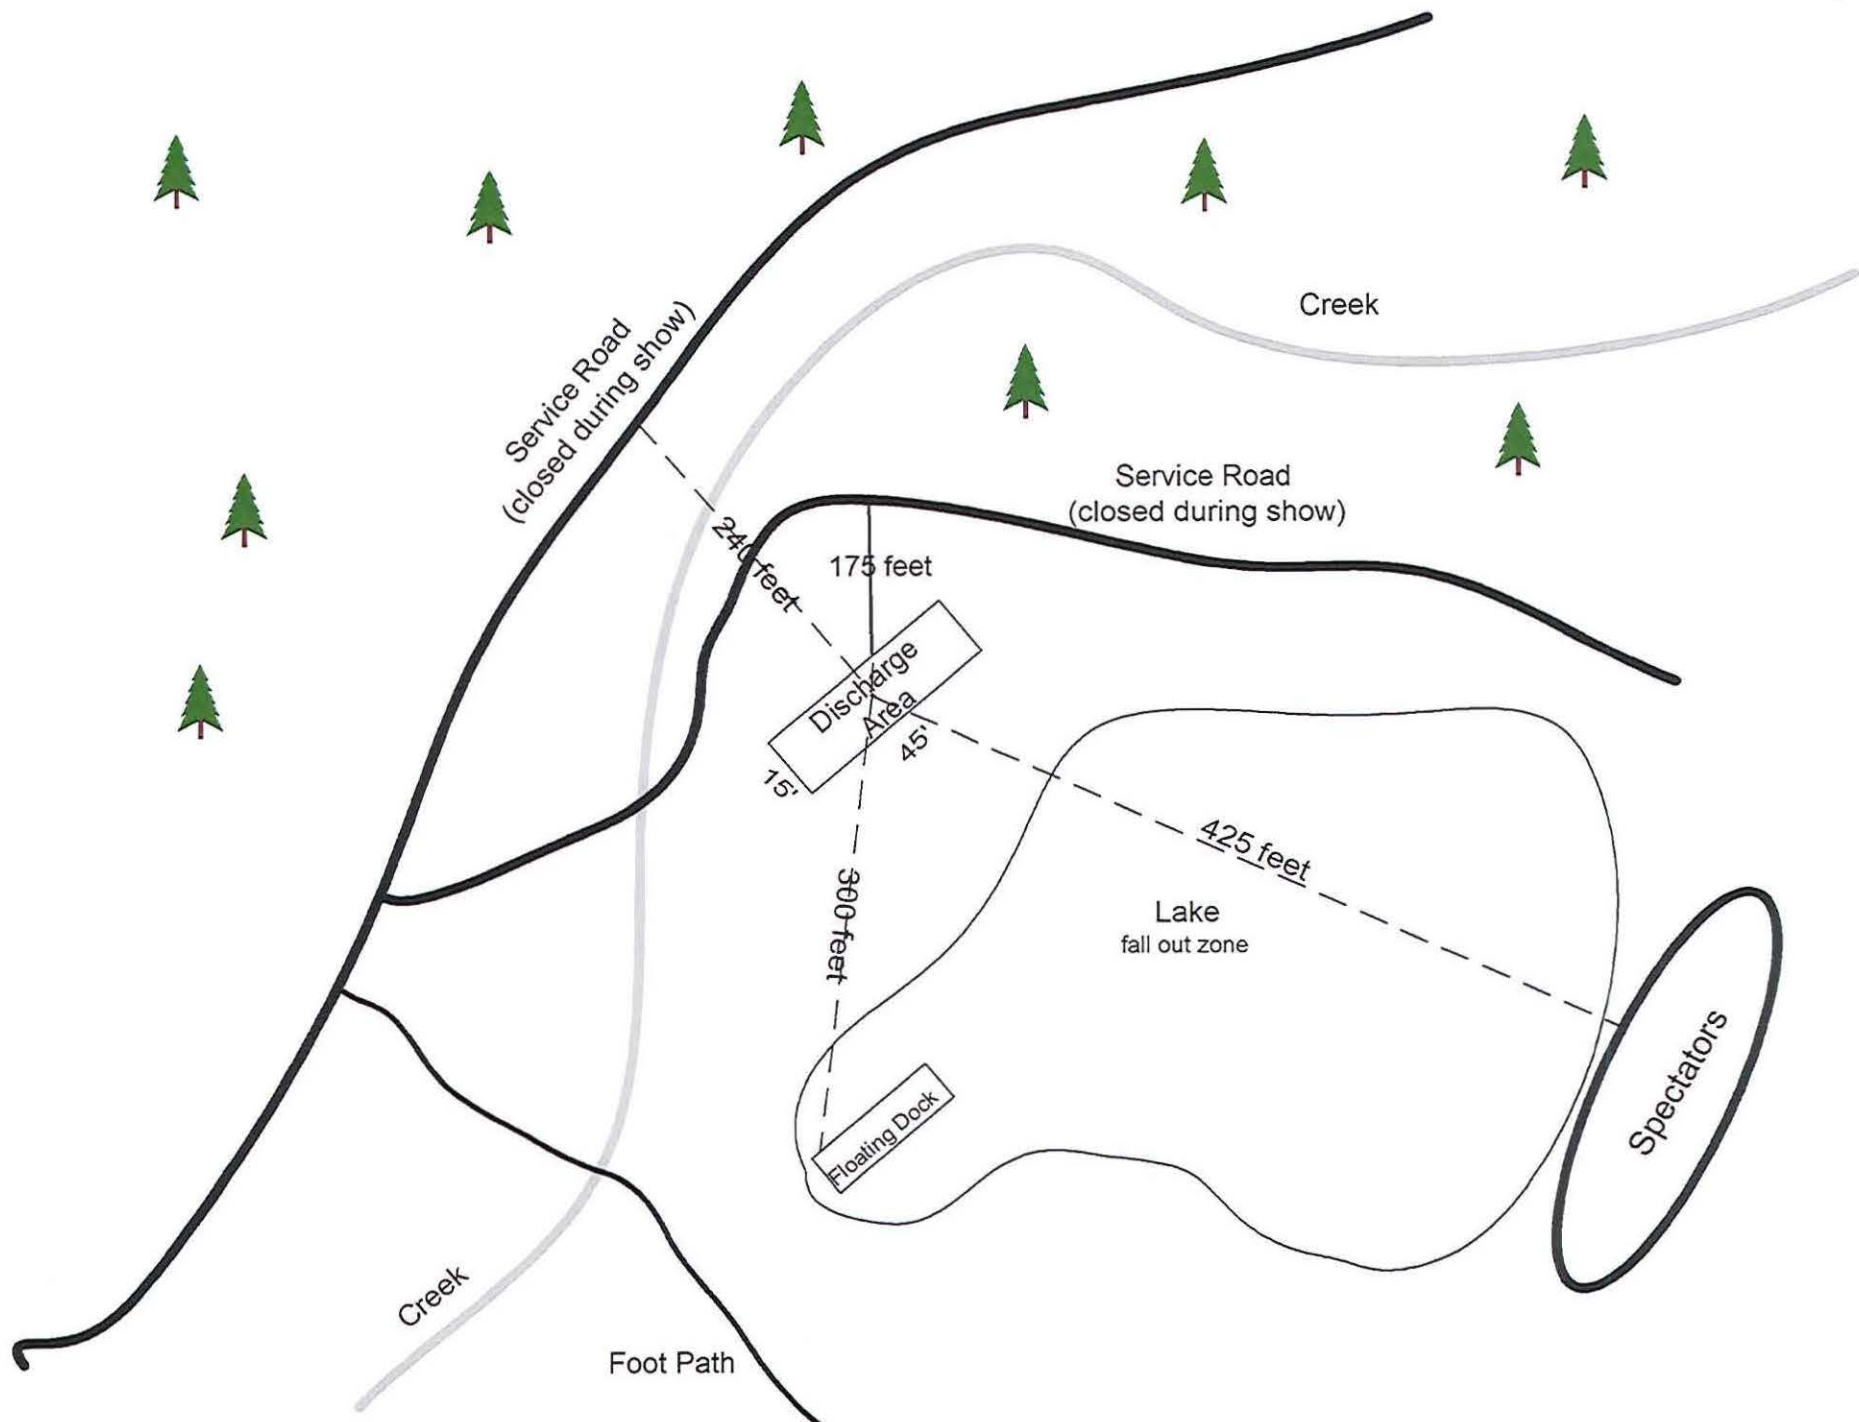 Creek
Service Road
(closed during show)
Service Road
(closed during show)
240 feet
175 feet
Discharge
Area
45'
15'
425 feet
300 feet
Lake
fall out zone
Spectators
Floating Dock
Creek
Foot Path